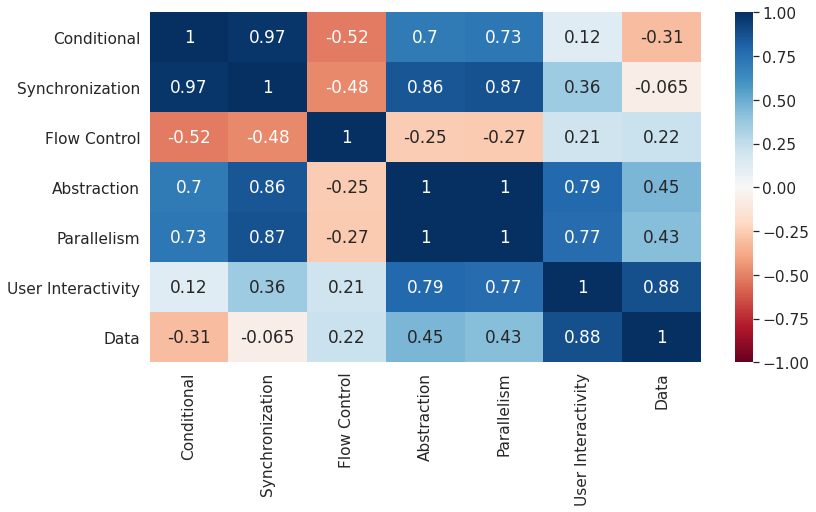 Conditional 1 0.97 -0.52 0.7 0.73 0.12 -0.31
Synchronization 0.97 1 -0.48 0.86 0.87 0.36 -0.065
Flow Control -0.52 -0.48 1 -0.25 -0.27 0.21 0.22
Abstraction 0.7 0.86 -0.25 1 1 0.79 0.45
Parallelism 0.73 0.87 -0.27 1 1 0.77 0.43
User Interactivity 0.12 0.36 0.21 0.79 0.77 1 0.88
Data -0.31 -0.065 0.22 0.45 0.43 0.88 1
Conditional
Synchronization
Flow Control
Abstraction
Parallelism
User Interactivity
Data
1.00
0.75
0.50
0.25
0.00
−0.25
−0.50
−0.75
−1.00